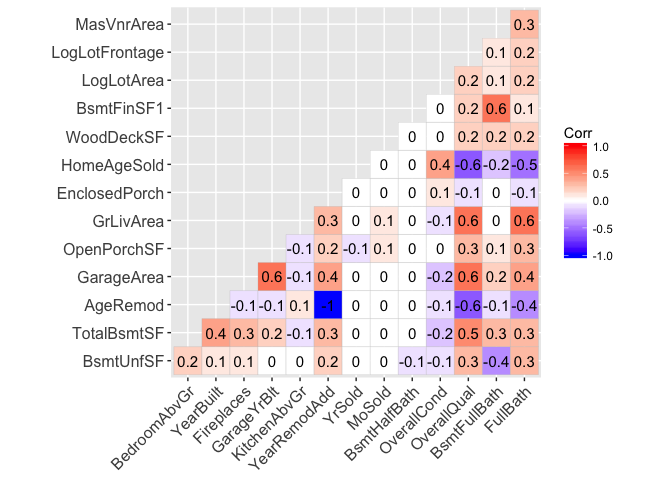 MasVnrArea 0.3
LogLotFrontage 0.1 0.2
LogLotArea 0.2 0.1 0.2
BsmtFinSF1 0 0.2 0.6 0.1
WoodDeckSF 0 0 0.2 0.2 0.2
HomeAgeSold 0 0 0.4 -0.6 -0.2 -0.5
EnclosedPorch 0 0 0 0.1 -0.1 0 -0.1
GrLivArea 0.3 0 0.1 0 -0.1 0.6 0 0.6
OpenPorchSF -0.1 0.2 -0.1 0.1 0 0 0.3 0.1 0.3
GarageArea 0.6 -0.1 0.4 0 0 0 -0.2 0.6 0.2 0.4
AgeRemod -0.1 -0.1 0.1 -1 0 0 0 -0.1 -0.6 -0.1 -0.4
TotalBsmtSF 0.4 0.3 0.2 -0.1 0.3 0 0 0 -0.2 0.5 0.3 0.3
BsmtUnfSF 0.2 0.1 0.1 0 0 0.2 0 0 -0.1 -0.1 0.3 -0.4 0.3
BedroomAbvGr
YearBuilt
Fireplaces
GarageYrBlt
KitchenAbvGr
YearRemodAdd
YrSold
MoSold
BsmtHalfBath
OverallCond
OverallQual
BsmtFullBath
FullBath
Corr
1.0
0.5
0.0
-0.5
-1.0